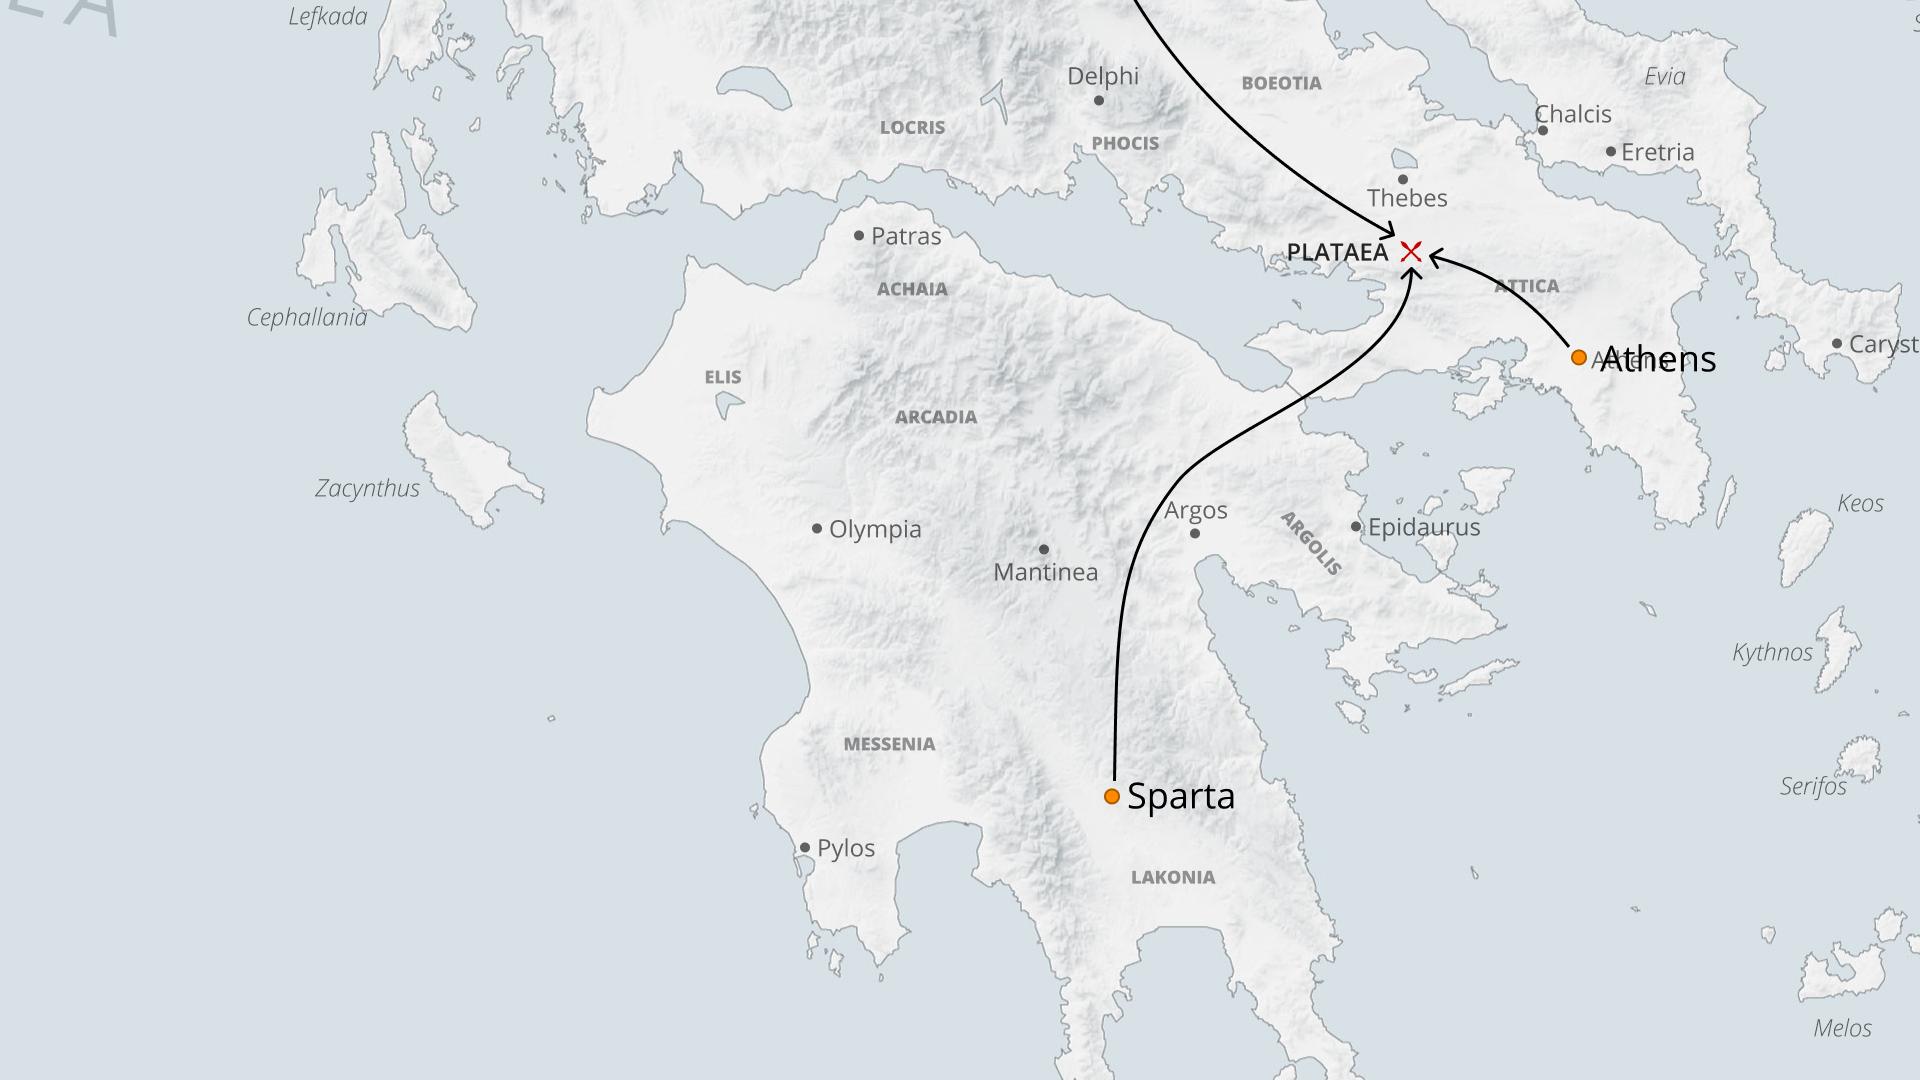 EA
Lefkada
Delphi
BOEOTIA
Evia
Chalcis
LOCRIS
PHOCIS
Eretria
Thebes
Patras
PLATAEA
ACHAIA
ATTICA
Cephallania
Athens
Athens
Caryst
ELIS
ARCADIA
Zacynthus
Keos
Argos
Olympia
ARGOLIS
Epidaurus
Mantinea
Kythnos
MESSENIA
Serifos
Sparta
Pylos
LAKONIA
Melos